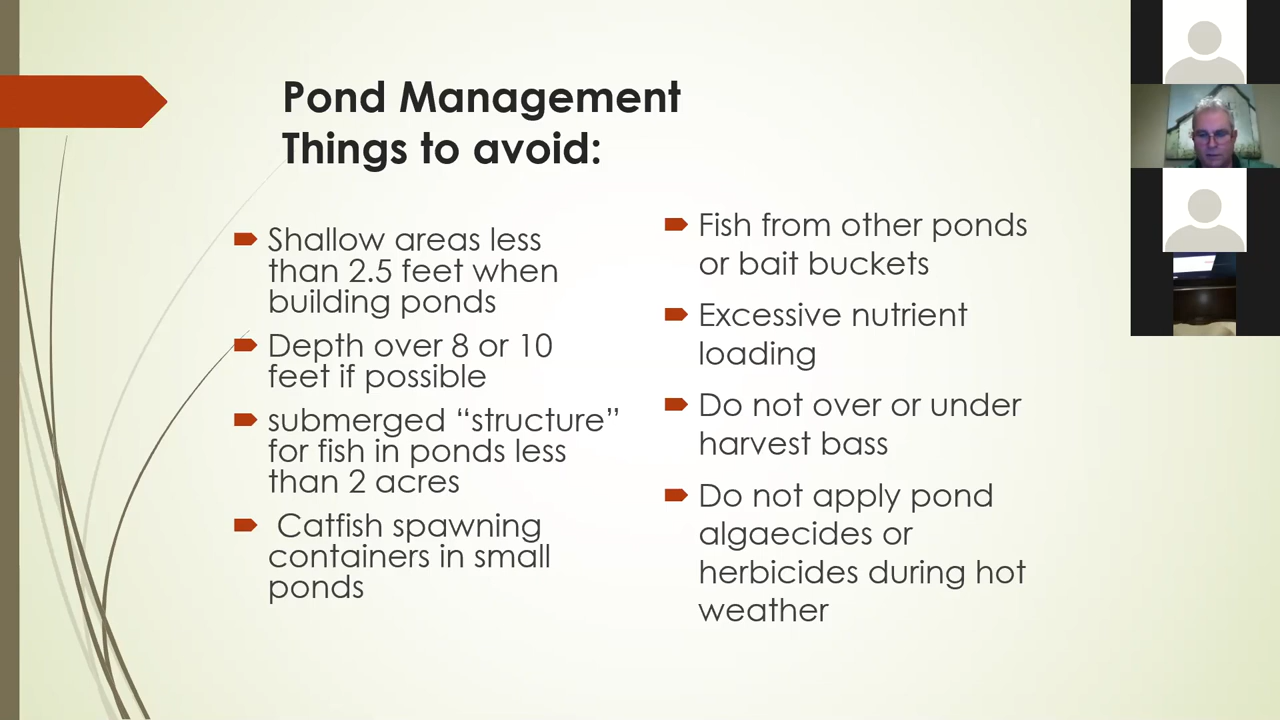 Pond Management
Things to avoid:
Shallow areas less
than 2.5 feet when
building ponds
Depth over 8 or 10
feet if possible
submerged “structure”
for fish in ponds less
than 2 acres
Catfish spawning
containers in small
ponds
Fish from other ponds
or bait buckets
Excessive nutrient
loading
Do not over or under
harvest bass
Do not apply pond
algaecides or
herbicides during hot
weather